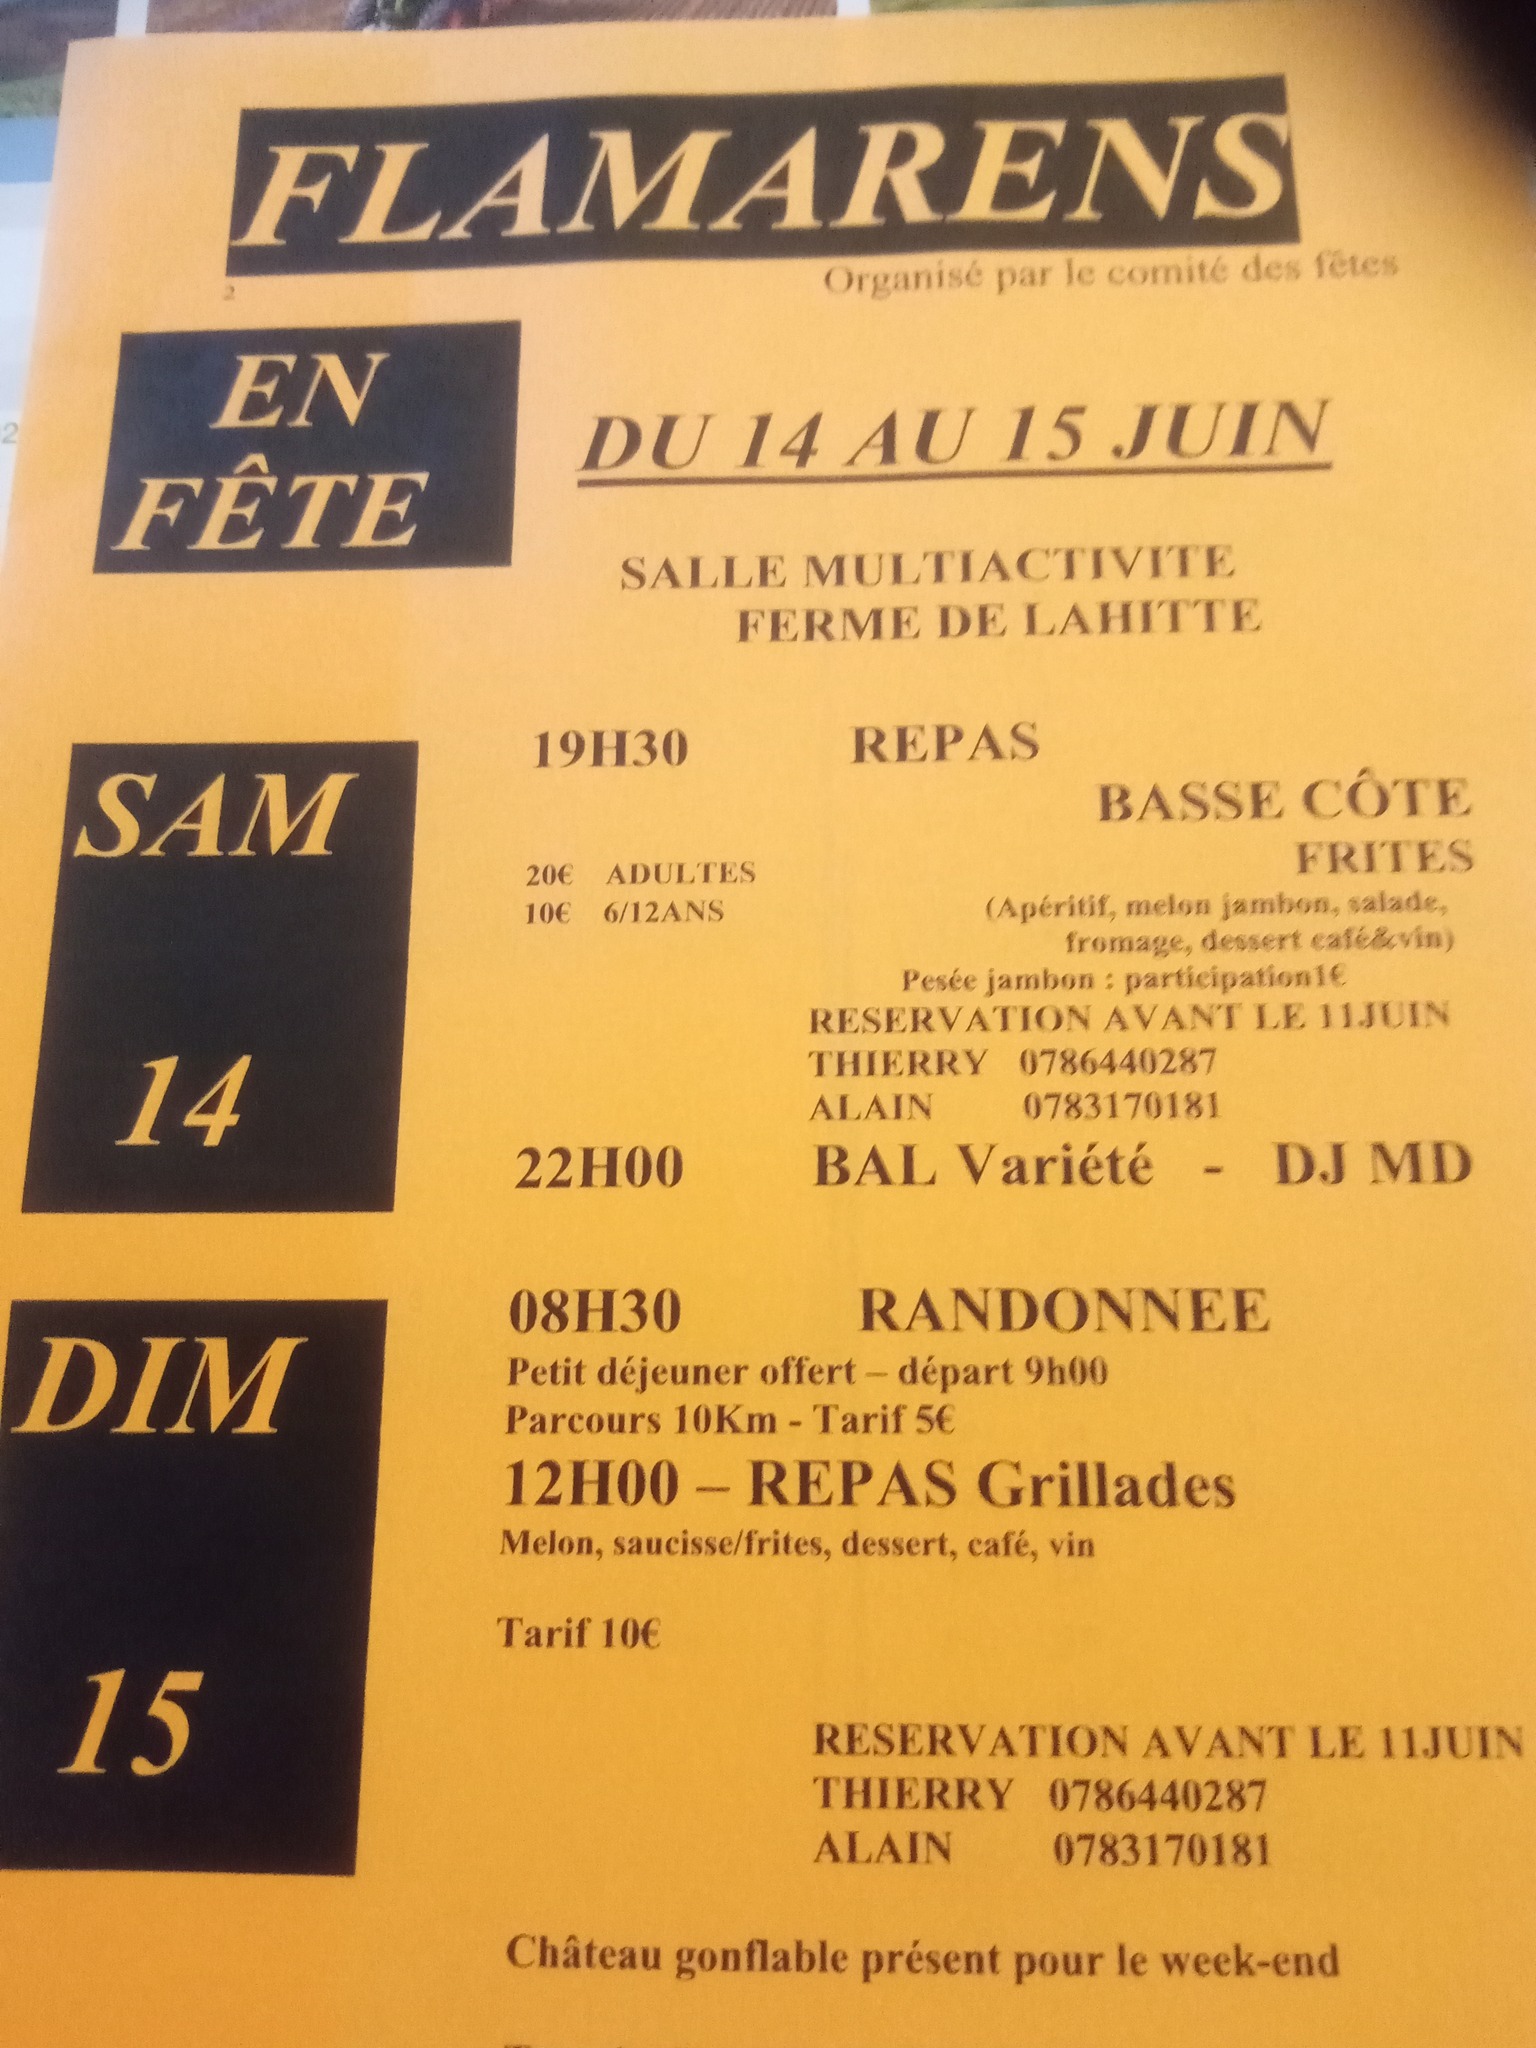 FLAMARENS
Organisé par le comité des fêtes
2
EN
FÊTE
DU 14 AU 15 JUIN
SALLE MULTIACTIVITE
FERME DE LAHITTE
SAM
14
19H30 REPAS
BASSE CÔTE
FRITES
20€ ADULTES
10€ 6/12ANS
(Apéritif, melon jambon, salade,
fromage, dessert café&vin)
Pesée jambon : participation1€
RESERVATION AVANT LE 11JUIN
THIERRY 0786440287
ALAIN 0783170181
22H00 BAL Variété - DJ MD
DIM
15
08H30 RANDONNEE
Petit déjeuner offert – départ 9h00
Parcours 10Km - Tarif 5€
12H00 – REPAS Grillades
Melon, saucisse/frites, dessert, café, vin
Tarif 10€
RESERVATION AVANT LE 11JUIN
THIERRY 0786440287
ALAIN 0783170181
Château gonflable présent pour le week-end